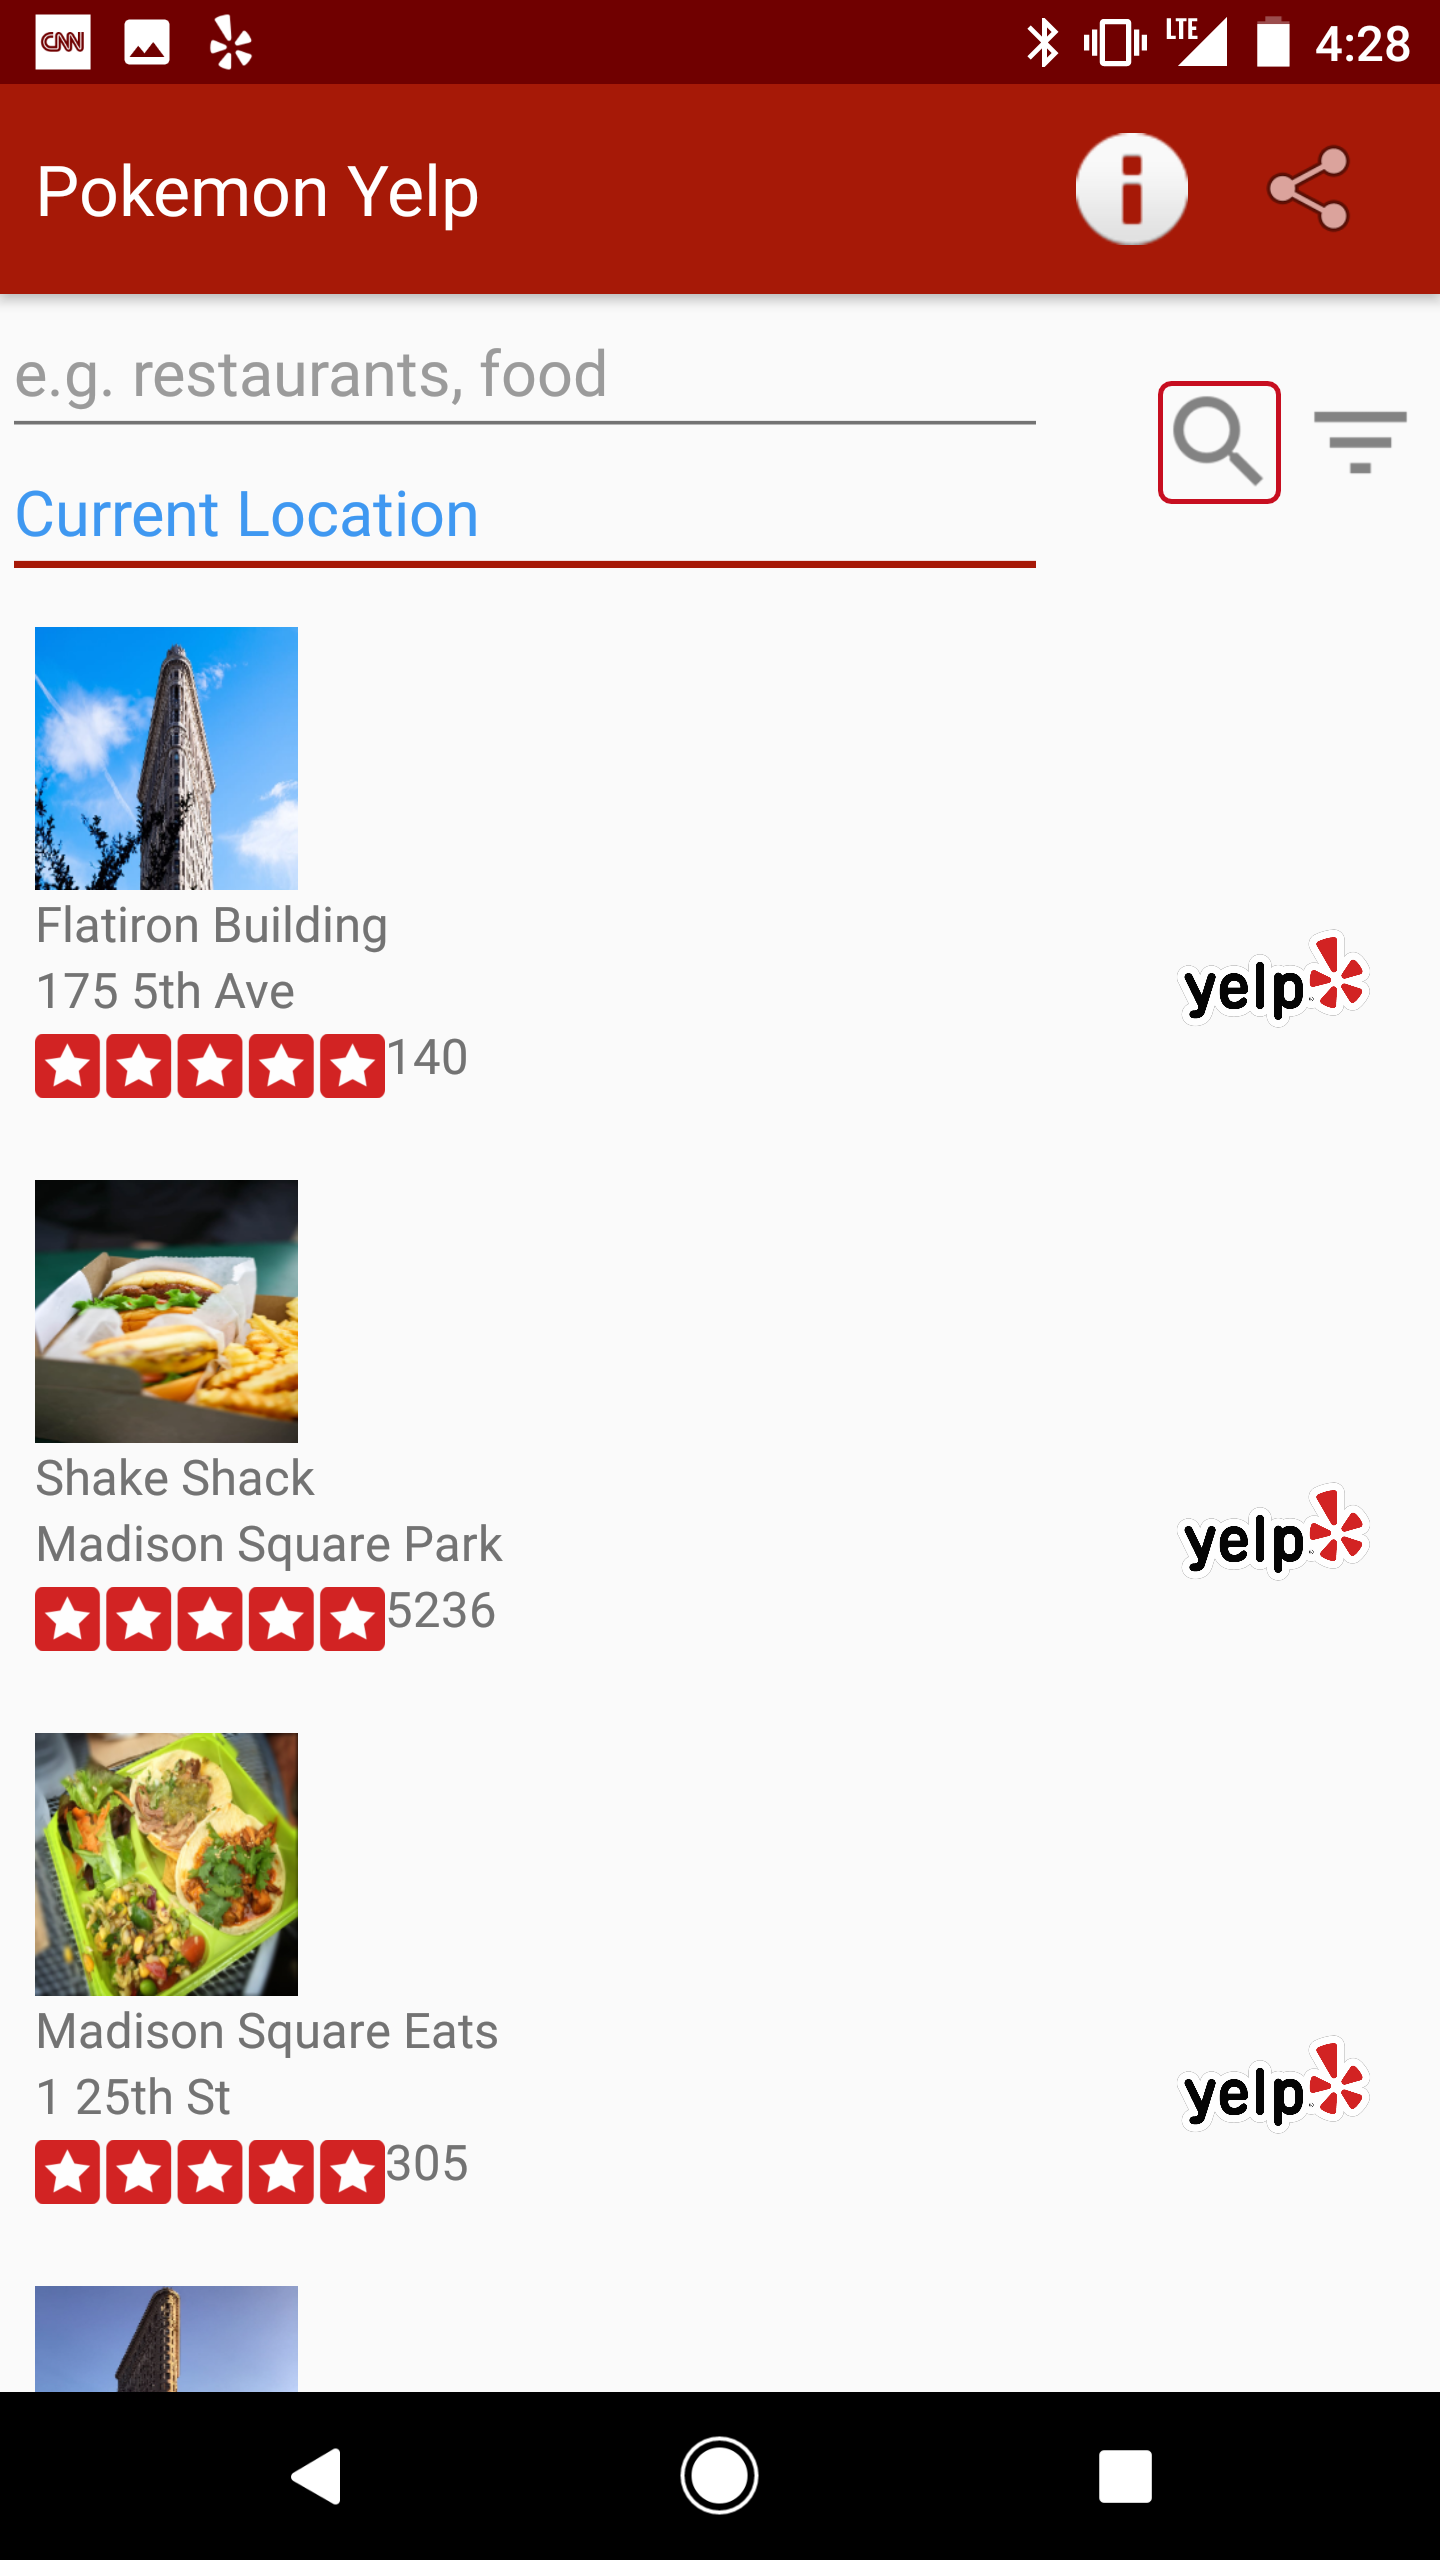 CNN
LTE 4:28
Pokemon Yelp
e.g. restaurants, food
Current Location
Flatiron Building
175 5th Ave
yelp
140
Shake Shack
Madison Square Park
yelp
5236
Madison Square Eats
1 25th St
yelp
305